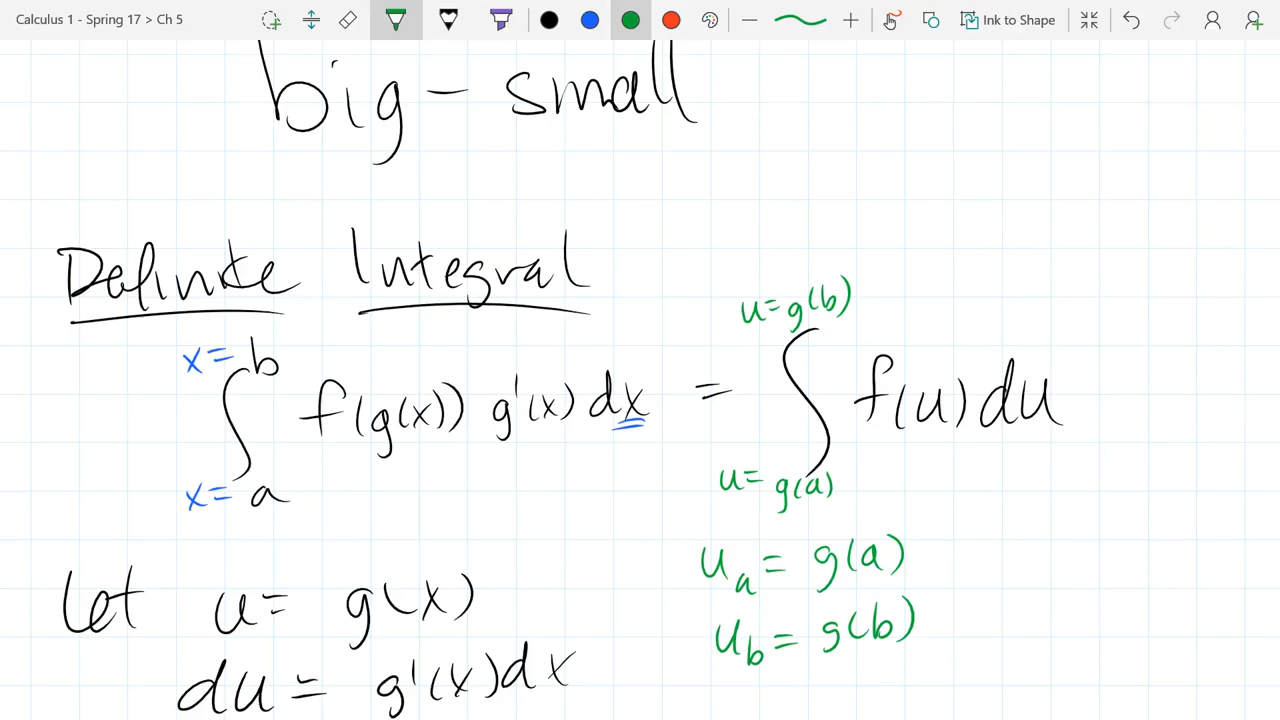 Calculus 1 - Spring 17 > Ch 5
Ink to Shape
big - small
Definite Integral
x= b
u= g(b)
∫ f(g(x)) g'(x) dx = ∫ f(u) du
x= a
u= g(a)
u_a = g(a)
u_b = g(b)
Let u= g(x)
du = g'(x) dx